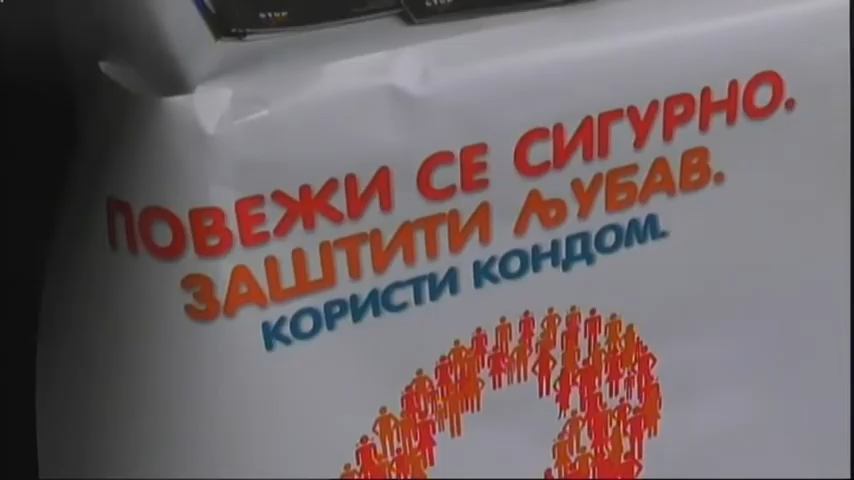 ПОВЕЖИ СЕ СИГУРНО.
ЗАШТИТИ ЉУБАВ.
КОРИСТИ КОНДОМ.